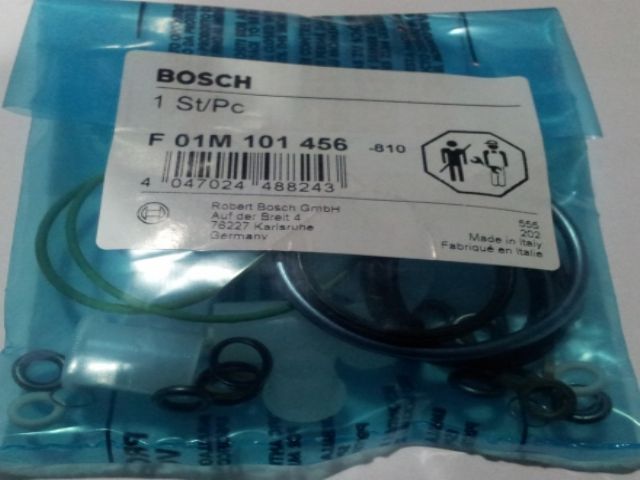 BOSCH
1 St/Pc
F 01M 101 456 -810
4 047024 488243
Robert Bosch GmbH
Auf der Breit 4
76227 Karlsruhe
Germany
556
202
Made in Italy
Fabriqué en Italie